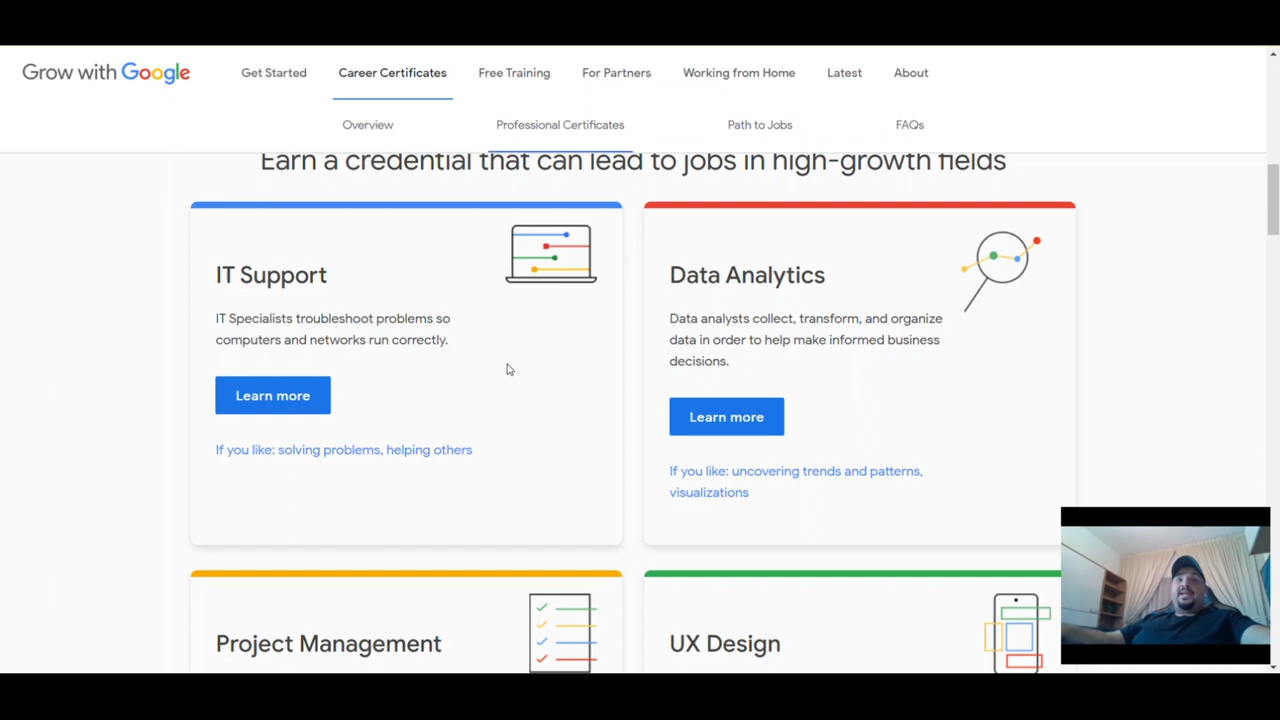 Grow with Google
Get Started
Career Certificates
Free Training
For Partners
Working from Home
Latest
About
Overview
Professional Certificates
Path to Jobs
FAQs
Earn a credential that can lead to jobs in high-growth fields
IT Support
IT Specialists troubleshoot problems so
computers and networks run correctly.
Learn more
If you like: solving problems, helping others
Data Analytics
Data analysts collect, transform, and organize
data in order to help make informed business
decisions.
Learn more
If you like: uncovering trends and patterns,
visualizations
Project Management
UX Design